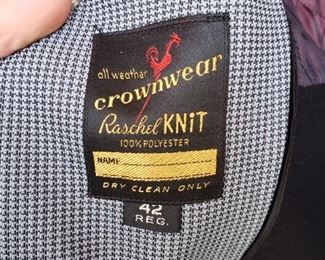 all weather
crownwear
Raschel KNIT
100% POLYESTER
NAME
DRY CLEAN ONLY
42
REG.